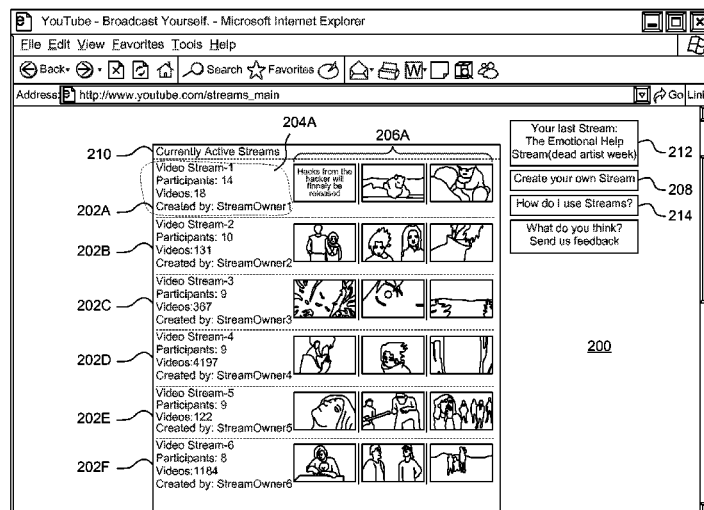 YouTube - Broadcast Yourself. - Microsoft Internet Explorer
File Edit View Favorites Tools Help
Back Search Favorites
Address: http://www.youtube.com/streams_main Go Lin
204A
206A
210
Currently Active Streams
Your last Stream:
The Emotional Help
Stream(dead artist week)
212
Create your own Stream
208
How do I use Streams?
214
What do you think?
Send us feedback
202A
Video Stream-1
Participants: 14
Videos:18
Created by: StreamOwner1
Hacks from the
hacker will
finnaly be
released
202B
Video Stream-2
Participants: 10
Videos:131
Created by: StreamOwner2
202C
Video Stream-3
Participants: 9
Videos:367
Created by: StreamOwner3
202D
Video Stream-4
Participants: 9
Videos:4197
Created by: StreamOwner4
200
202E
Video Stream-5
Participants: 9
Videos:122
Created by: StreamOwner5
202F
Video Stream-6
Participants: 8
Videos:1184
Created by: StreamOwner6